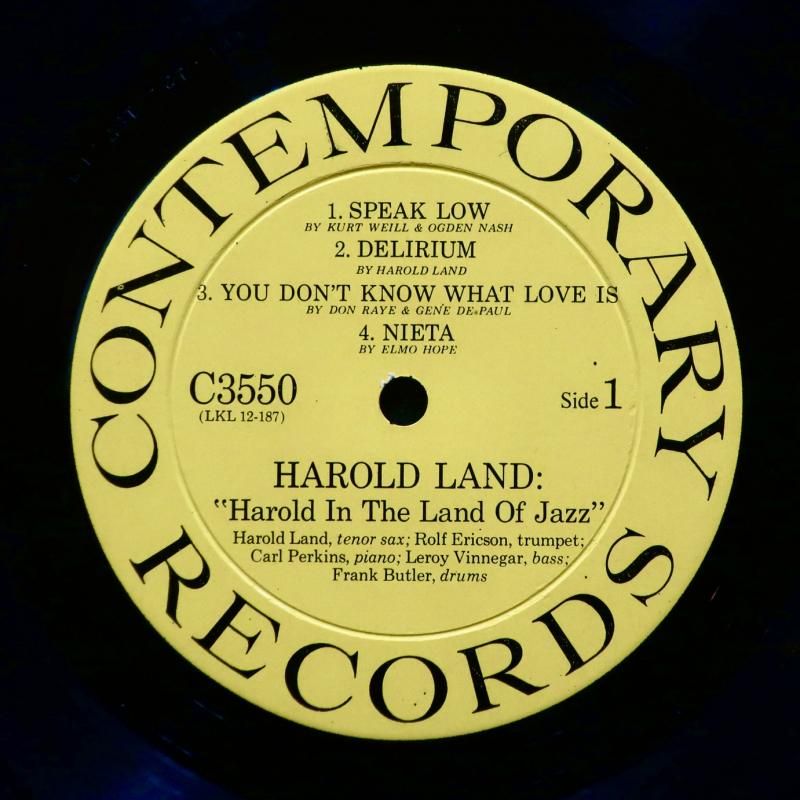 CONTEMPORARY
RECORDS
1. SPEAK LOW
BY KURT WEILL & OGDEN NASH
2. DELIRIUM
BY HAROLD LAND
3. YOU DON'T KNOW WHAT LOVE IS
BY DON RAYE & GENE DE PAUL
4. NIETA
BY ELMO HOPE
C3550
(LKL 12-187)
Side 1
HAROLD LAND:
"Harold In The Land Of Jazz"
Harold Land, tenor sax; Rolf Ericson, trumpet;
Carl Perkins, piano; Leroy Vinnegar, bass;
Frank Butler, drums